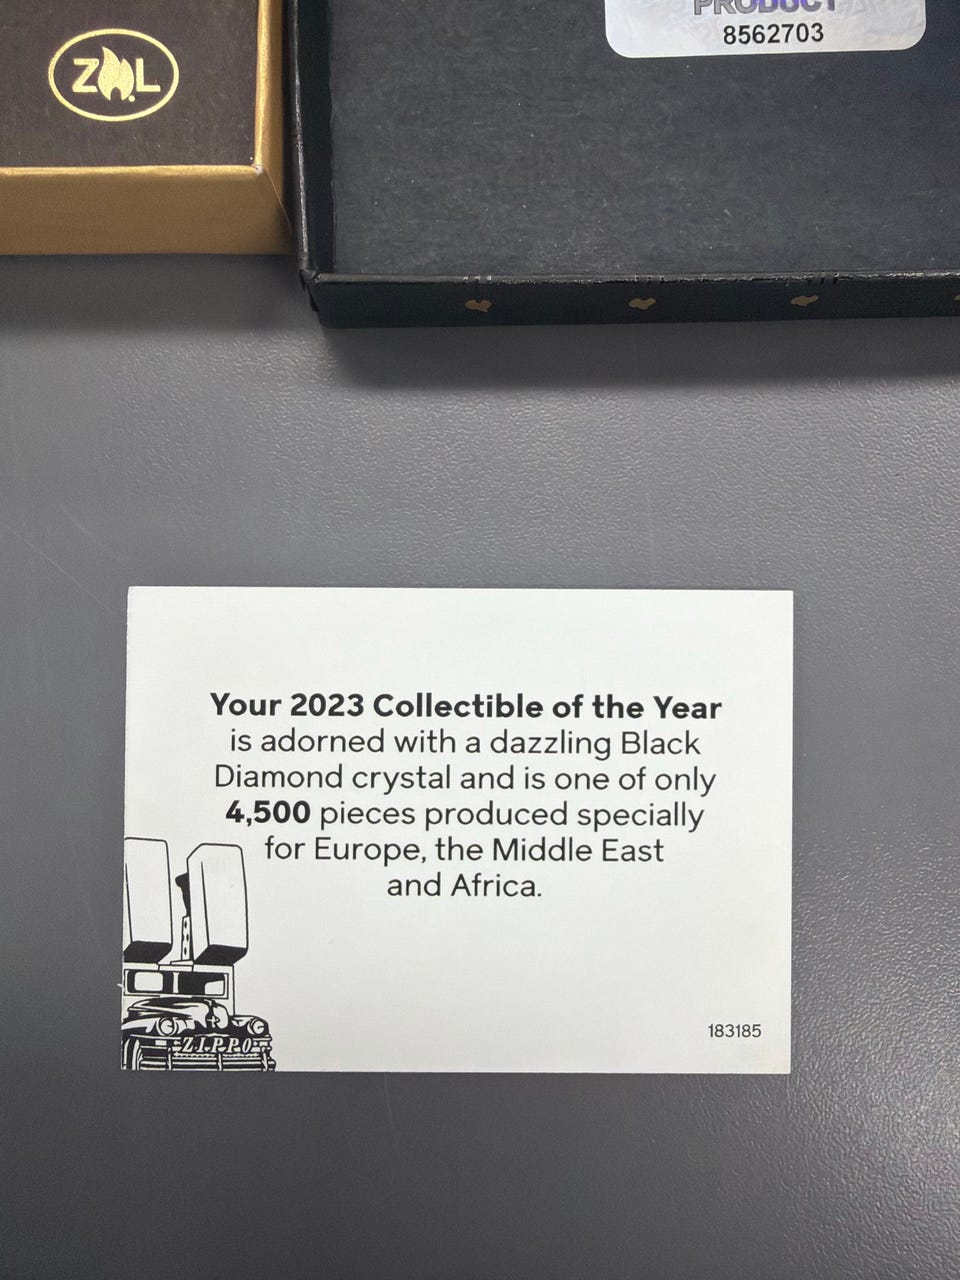 PRODUCT
8562703
Z L
Your 2023 Collectible of the Year
is adorned with a dazzling Black
Diamond crystal and is one of only
4,500 pieces produced specially
for Europe, the Middle East
and Africa.
183185
ZIPPO